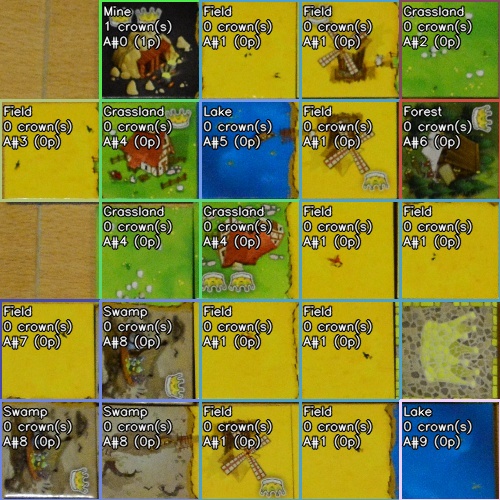 Mine
1 crown(s)
A#0 (1p)
Field
0 crown(s)
A#1 (0p)
Field
0 crown(s)
A#1 (0p)
Grassland
0 crown(s)
A#2 (0p)
Field
0 crown(s)
A#3 (0p)
Grassland
0 crown(s)
A#4 (0p)
Lake
0 crown(s)
A#5 (0p)
Field
0 crown(s)
A#1 (0p)
Forest
0 crown(s)
A#6 (0p)
Grassland
0 crown(s)
A#4 (0p)
Grassland
0 crown(s)
A#4 (0p)
Field
0 crown(s)
A#1 (0p)
Field
0 crown(s)
A#1 (0p)
Field
0 crown(s)
A#7 (0p)
Swamp
0 crown(s)
A#8 (0p)
Field
0 crown(s)
A#1 (0p)
Field
0 crown(s)
A#1 (0p)
Swamp
0 crown(s)
A#8 (0p)
Swamp
0 crown(s)
A#8 (0p)
Field
0 crown(s)
A#1 (0p)
Field
0 crown(s)
A#1 (0p)
Lake
0 crown(s)
A#9 (0p)